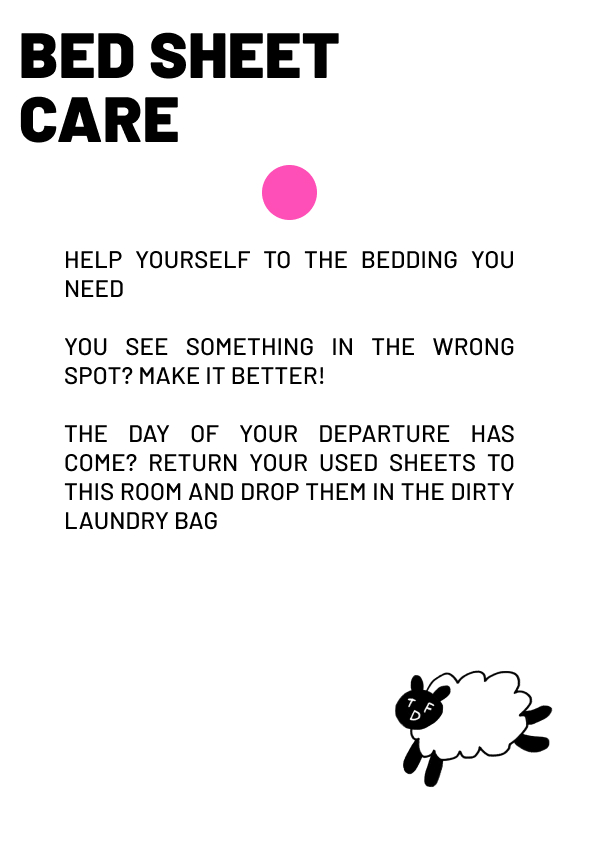 BED SHEET
CARE
HELP YOURSELF TO THE BEDDING YOU
NEED
YOU SEE SOMETHING IN THE WRONG
SPOT? MAKE IT BETTER!
THE DAY OF YOUR DEPARTURE HAS
COME? RETURN YOUR USED SHEETS TO
THIS ROOM AND DROP THEM IN THE DIRTY
LAUNDRY BAG
T F
D